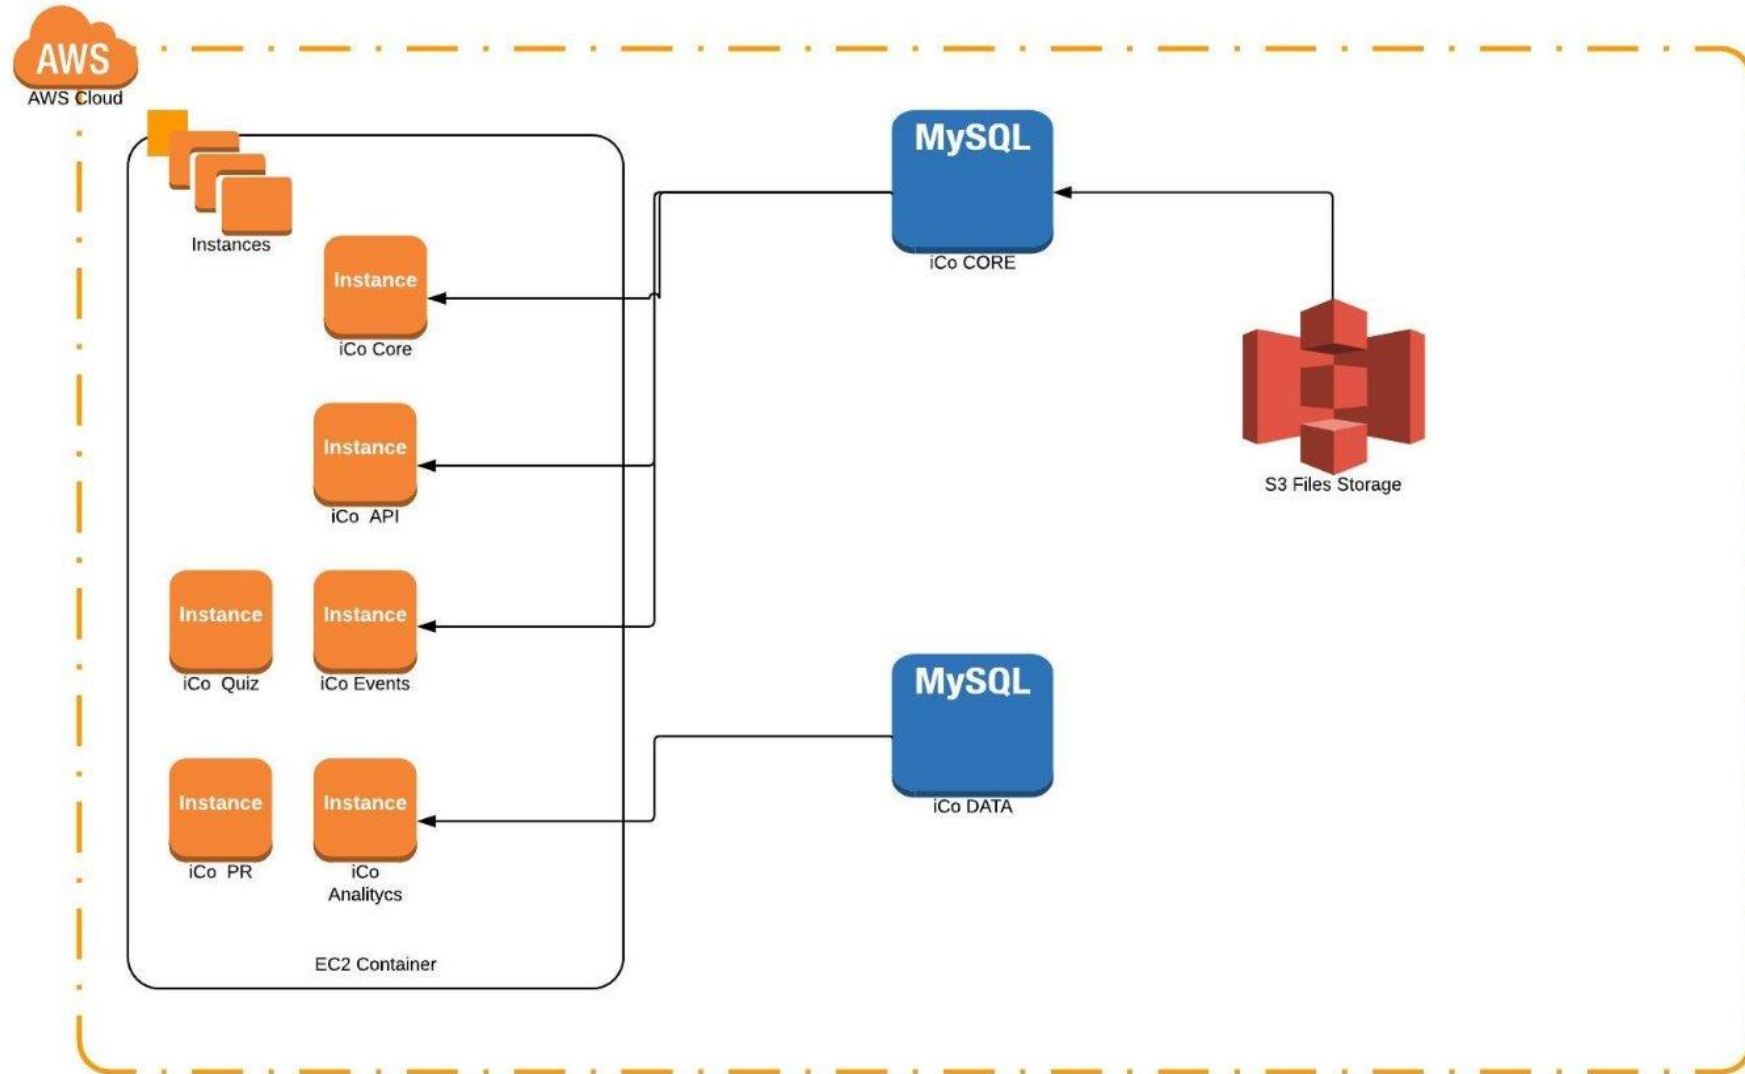 AWS
AWS Cloud
Instances
Instance
iCo Core
Instance
iCo API
Instance
iCo Quiz
Instance
iCo Events
Instance
iCo PR
Instance
iCo
Analitycs
EC2 Container
MySQL
iCo CORE
S3 Files Storage
MySQL
iCo DATA